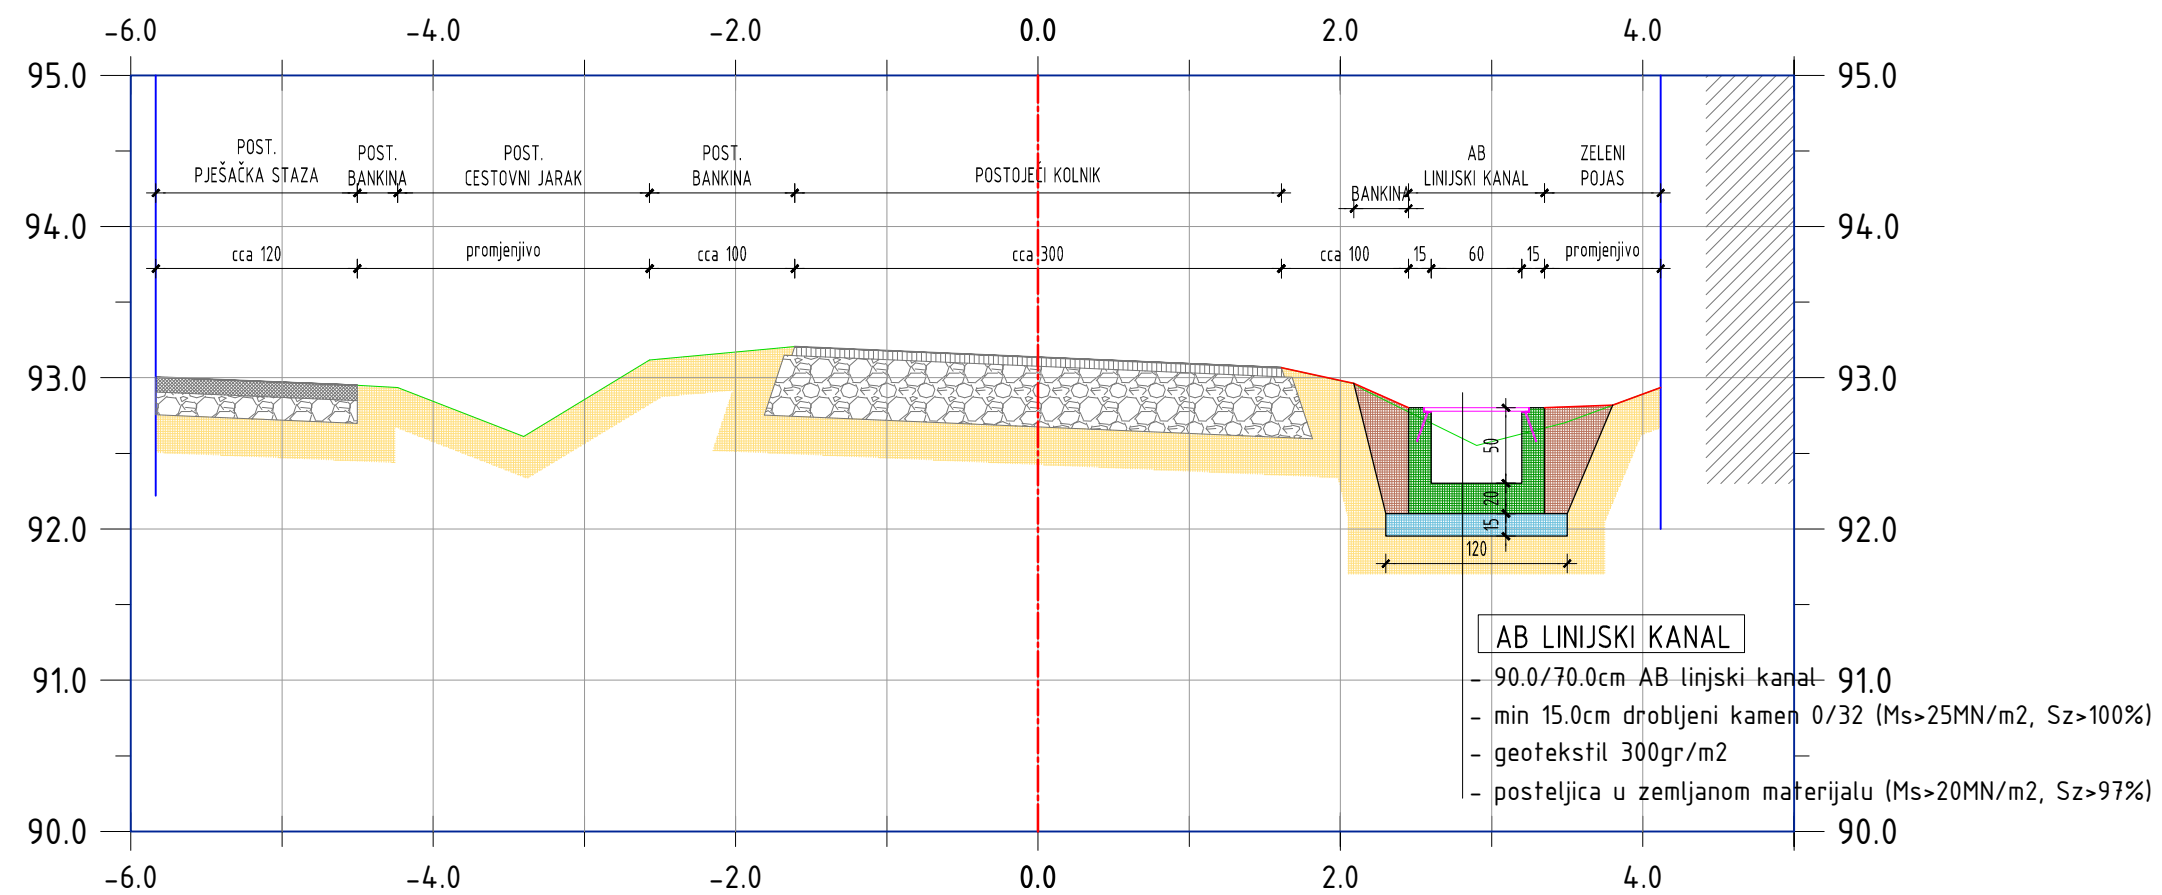 -6.0 -4.0 -2.0 0.0 2.0 4.0
95.0 95.0
POST.
PJEŠAČKA STAZA
POST.
BANKINA
POST.
CESTOVNI JARAK
POST.
BANKINA
POSTOJEĆI KOLNIK
BANKINA
AB
LINIJSKI KANAL
ZELENI
POJAS
94.0 94.0
cca 120 promjenjivo cca 100 cca 300 cca 100 15 60 15 promjenjivo
93.0 93.0
50
20
15
92.0 92.0
120
AB LINIJSKI KANAL
- 90.0/70.0cm AB linjski kanal
91.0 91.0
- min 15.0cm drobljeni kamen 0/32 (Ms>25MN/m2, Sz>100%)
- geotekstil 300gr/m2
- posteljica u zemljanom materijalu (Ms>20MN/m2, Sz>97%)
90.0 90.0
-6.0 -4.0 -2.0 0.0 2.0 4.0